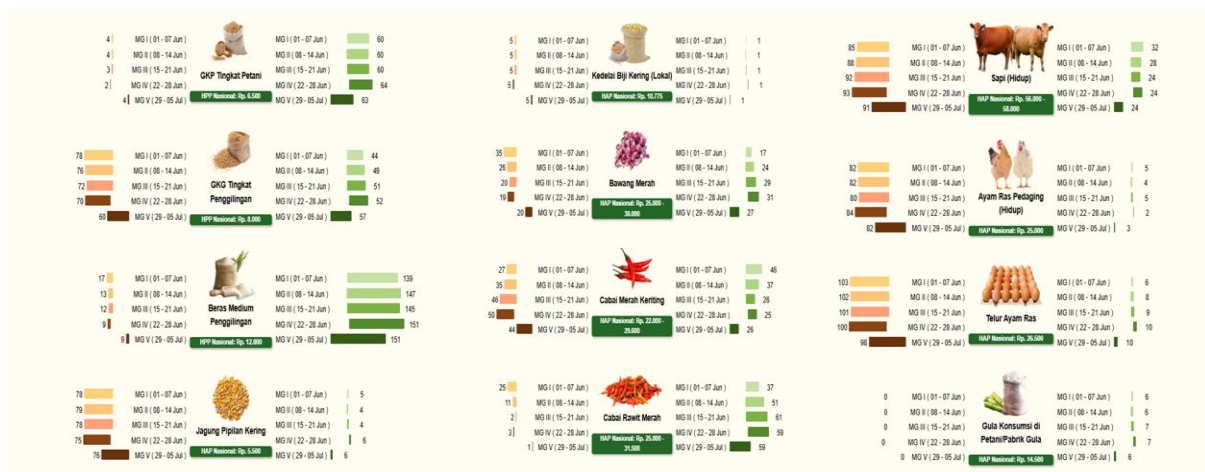 4 MG I ( 01 - 07 Jun ) MG I ( 01 - 07 Jun ) 60
4 MG II ( 08 - 14 Jun ) MG II ( 08 - 14 Jun ) 60
3 MG III ( 15 - 21 Jun ) GKP Tingkat Petani MG III ( 15 - 21 Jun ) 60
2 MG IV ( 22 - 28 Jun ) MG IV ( 22 - 28 Jun ) 64
4 MG V ( 29 - 05 Jul ) HPP Nasional: Rp. 6.500 MG V ( 29 - 05 Jul ) 63
5 MG I ( 01 - 07 Jun ) MG I ( 01 - 07 Jun ) 1
5 MG II ( 08 - 14 Jun ) MG II ( 08 - 14 Jun ) 1
5 MG III ( 15 - 21 Jun ) Kedelai Biji Kering (Lokal) MG III ( 15 - 21 Jun ) 1
5 MG IV ( 22 - 28 Jun ) MG IV ( 22 - 28 Jun ) 1
5 MG V ( 29 - 05 Jul ) HAP Nasional: Rp. 10.775 MG V ( 29 - 05 Jul ) 1
85 MG I ( 01 - 07 Jun ) MG I ( 01 - 07 Jun ) 32
88 MG II ( 08 - 14 Jun ) MG II ( 08 - 14 Jun ) 28
92 MG III ( 15 - 21 Jun ) Sapi (Hidup) MG III ( 15 - 21 Jun ) 24
93 MG IV ( 22 - 28 Jun ) HAP Nasional: Rp. 56.000 - MG IV ( 22 - 28 Jun ) 24
91 MG V ( 29 - 05 Jul ) 58.000 MG V ( 29 - 05 Jul ) 24
78 MG I ( 01 - 07 Jun ) MG I ( 01 - 07 Jun ) 44
76 MG II ( 08 - 14 Jun ) MG II ( 08 - 14 Jun ) 49
72 MG III ( 15 - 21 Jun ) GKG Tingkat MG III ( 15 - 21 Jun ) 51
70 MG IV ( 22 - 28 Jun ) Penggilingan MG IV ( 22 - 28 Jun ) 52
60 MG V ( 29 - 05 Jul ) HPP Nasional: Rp. 8.000 MG V ( 29 - 05 Jul ) 57
35 MG I ( 01 - 07 Jun ) MG I ( 01 - 07 Jun ) 17
26 MG II ( 08 - 14 Jun ) MG II ( 08 - 14 Jun ) 24
20 MG III ( 15 - 21 Jun ) Bawang Merah MG III ( 15 - 21 Jun ) 29
19 MG IV ( 22 - 28 Jun ) HAP Nasional: Rp. 25.000 - MG IV ( 22 - 28 Jun ) 31
20 MG V ( 29 - 05 Jul ) 30.000 MG V ( 29 - 05 Jul ) 27
82 MG I ( 01 - 07 Jun ) MG I ( 01 - 07 Jun ) 5
82 MG II ( 08 - 14 Jun ) MG II ( 08 - 14 Jun ) 4
80 MG III ( 15 - 21 Jun ) Ayam Ras Pedaging MG III ( 15 - 21 Jun ) 5
84 MG IV ( 22 - 28 Jun ) (Hidup) MG IV ( 22 - 28 Jun ) 2
82 MG V ( 29 - 05 Jul ) HAP Nasional: Rp. 25.000 MG V ( 29 - 05 Jul ) 3
17 MG I ( 01 - 07 Jun ) MG I ( 01 - 07 Jun ) 139
13 MG II ( 08 - 14 Jun ) MG II ( 08 - 14 Jun ) 147
12 MG III ( 15 - 21 Jun ) Beras Medium MG III ( 15 - 21 Jun ) 145
9 MG IV ( 22 - 28 Jun ) Penggilingan MG IV ( 22 - 28 Jun ) 151
9 MG V ( 29 - 05 Jul ) HPP Nasional: Rp. 12.000 MG V ( 29 - 05 Jul ) 151
27 MG I ( 01 - 07 Jun ) MG I ( 01 - 07 Jun ) 46
35 MG II ( 08 - 14 Jun ) MG II ( 08 - 14 Jun ) 37
46 MG III ( 15 - 21 Jun ) Cabai Merah Keriting MG III ( 15 - 21 Jun ) 26
50 MG IV ( 22 - 28 Jun ) HAP Nasional: Rp. 22.000 - MG IV ( 22 - 28 Jun ) 25
44 MG V ( 29 - 05 Jul ) 29.600 MG V ( 29 - 05 Jul ) 26
103 MG I ( 01 - 07 Jun ) MG I ( 01 - 07 Jun ) 6
102 MG II ( 08 - 14 Jun ) MG II ( 08 - 14 Jun ) 8
101 MG III ( 15 - 21 Jun ) Telur Ayam Ras MG III ( 15 - 21 Jun ) 9
100 MG IV ( 22 - 28 Jun ) MG IV ( 22 - 28 Jun ) 10
98 MG V ( 29 - 05 Jul ) HAP Nasional: Rp. 26.500 MG V ( 29 - 05 Jul ) 10
78 MG I ( 01 - 07 Jun ) MG I ( 01 - 07 Jun ) 5
79 MG II ( 08 - 14 Jun ) MG II ( 08 - 14 Jun ) 4
78 MG III ( 15 - 21 Jun ) Jagung Pipilan Kering MG III ( 15 - 21 Jun ) 4
75 MG IV ( 22 - 28 Jun ) MG IV ( 22 - 28 Jun ) 6
76 MG V ( 29 - 05 Jul ) HAP Nasional: Rp. 5.500 MG V ( 29 - 05 Jul ) 6
25 MG I ( 01 - 07 Jun ) MG I ( 01 - 07 Jun ) 37
11 MG II ( 08 - 14 Jun ) MG II ( 08 - 14 Jun ) 51
2 MG III ( 15 - 21 Jun ) Cabai Rawit Merah MG III ( 15 - 21 Jun ) 61
3 MG IV ( 22 - 28 Jun ) HAP Nasional: Rp. 25.000 - MG IV ( 22 - 28 Jun ) 59
1 MG V ( 29 - 05 Jul ) 31.500 MG V ( 29 - 05 Jul ) 59
0 MG I ( 01 - 07 Jun ) MG I ( 01 - 07 Jun ) 6
0 MG II ( 08 - 14 Jun ) MG II ( 08 - 14 Jun ) 6
0 MG III ( 15 - 21 Jun ) Gula Konsumsi di MG III ( 15 - 21 Jun ) 7
0 MG IV ( 22 - 28 Jun ) Petani/Pabrik Gula MG IV ( 22 - 28 Jun ) 7
0 MG V ( 29 - 05 Jul ) HAP Nasional: Rp. 14.500 MG V ( 29 - 05 Jul ) 6